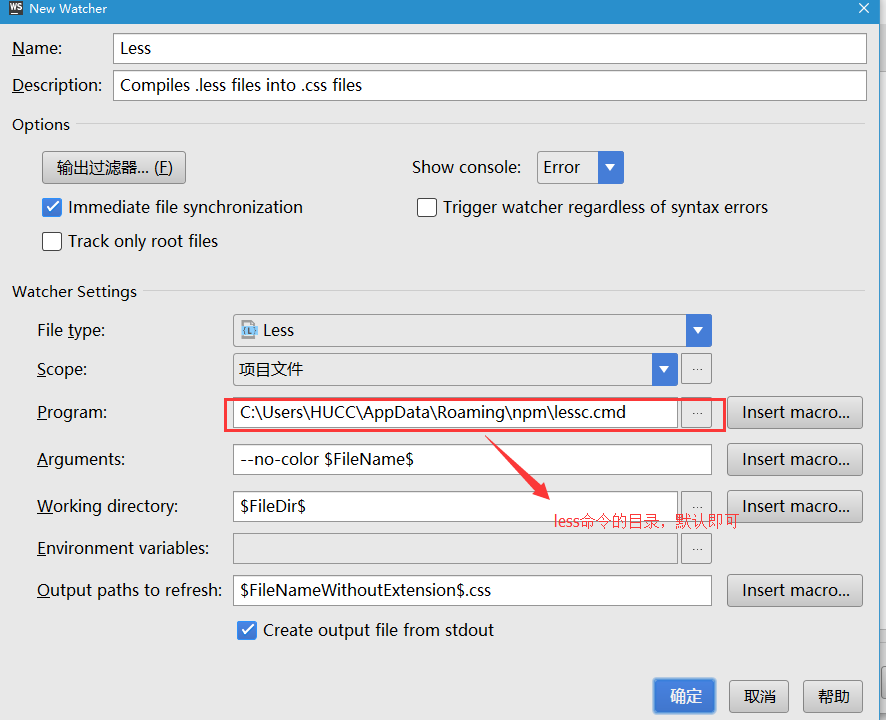 WS New Watcher
Name: Less
Description: Compiles .less files into .css files
Options
输出过滤器... (F) Show console: Error
Immediate file synchronization Trigger watcher regardless of syntax errors
Track only root files
Watcher Settings
File type: {L} Less
Scope: 项目文件 ...
Program: C:\Users\HUCC\AppData\Roaming\npm\lessc.cmd ... Insert macro...
Arguments: --no-color $FileName$ Insert macro...
Working directory: $FileDir$ ... Insert macro...
less命令的目录，默认即可
Environment variables: ...
Output paths to refresh: $FileNameWithoutExtension$.css Insert macro...
Create output file from stdout
确定 取消 帮助